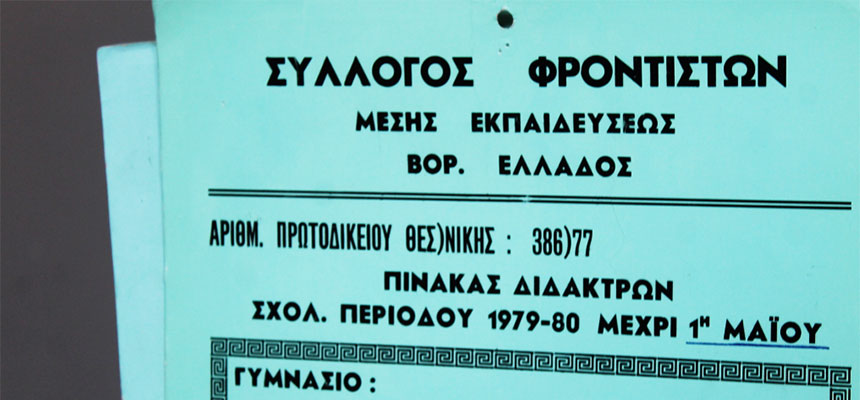 ΣΥΛΛΟΓΟΣ ΦΡΟΝΤΙΣΤΩΝ
ΜΕΣΗΣ ΕΚΠΑΙΔΕΥΣΕΩΣ
ΒΟΡ. ΕΛΛΑΔΟΣ
ΑΡΙΘΜ. ΠΡΩΤΟΔΙΚΕΙΟΥ ΘΕΣ)ΝΙΚΗΣ : 386)77
ΠΙΝΑΚΑΣ ΔΙΔΑΚΤΡΩΝ
ΣΧΟΛ. ΠΕΡΙΟΔΟΥ 1979-80 ΜΕΧΡΙ 1η ΜΑΪΟΥ
ΓΥΜΝΑΣΙΟ :